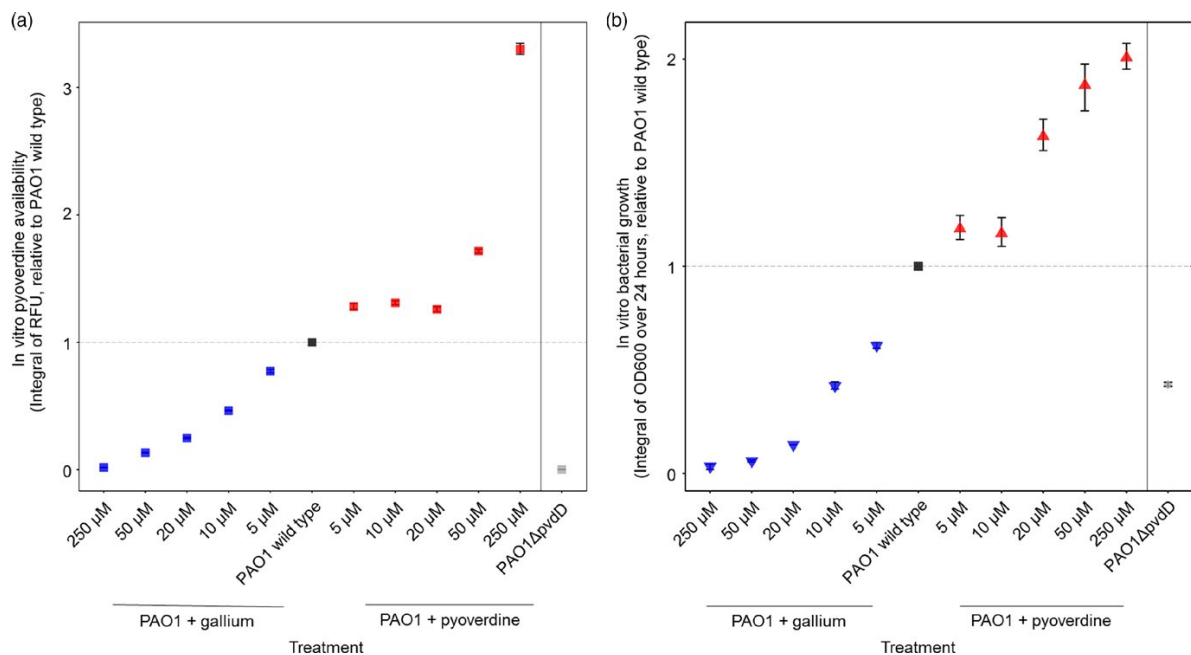 (a)
In vitro pyoverdine availability
(Integral of RFU, relative to PAO1 wild type)
3
2
1
0
250 µM
50 µM
20 µM
10 µM
5 µM
PAO1 wild type
5 µM
10 µM
20 µM
50 µM
250 µM
PAO1ΔpvdD
PAO1 + gallium
PAO1 + pyoverdine
Treatment
(b)
In vitro bacterial growth
(Integral of OD600 over 24 hours, relative to PAO1 wild type)
2
1
0
250 µM
50 µM
20 µM
10 µM
5 µM
PAO1 wild type
5 µM
10 µM
20 µM
50 µM
250 µM
PAO1ΔpvdD
PAO1 + gallium
PAO1 + pyoverdine
Treatment